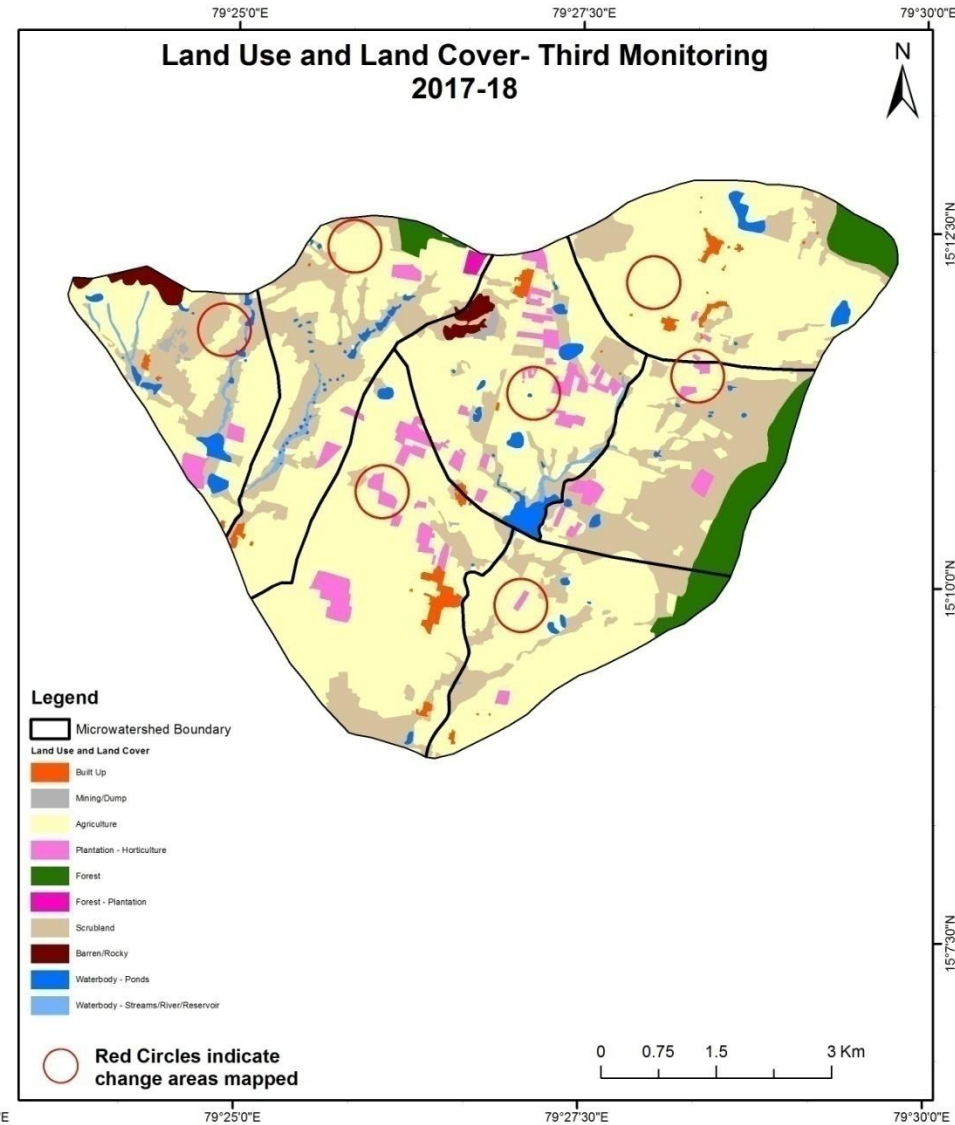 79°25'0"E 79°27'30"E 79°30'0"E
Land Use and Land Cover- Third Monitoring
2017-18
N
15°12'30"N
15°10'0"N
15°7'30"N
Legend
Microwatershed Boundary
Land Use and Land Cover
Built Up
Mining/Dump
Agriculture
Plantation - Horticulture
Forest
Forest - Plantation
Scrubland
Barren/Rocky
Waterbody - Ponds
Waterbody - Streams/River/Reservoir
Red Circles indicate
change areas mapped
0 0.75 1.5 3 Km
"E 79°25'0"E 79°27'30"E 79°30'0"E